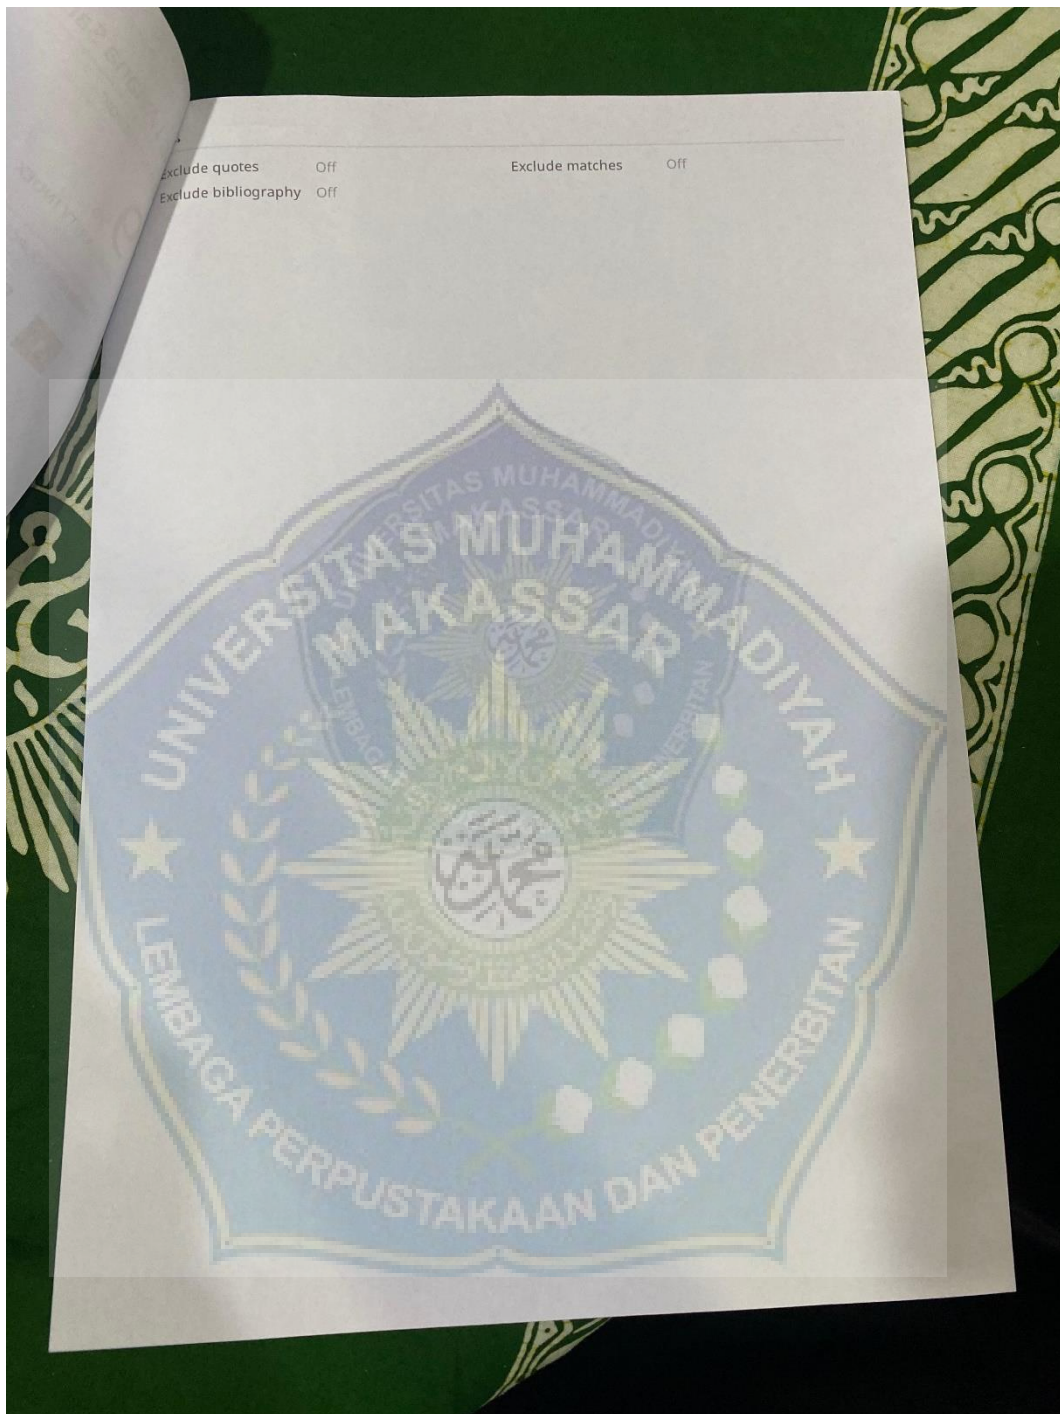 Exclude quotes Off Exclude matches Off
Exclude bibliography Off
UNIVERSITAS MUHAMMADIYAH
MAKASSAR
LEMBAGA PERPUSTAKAAN DAN PENERBITAN